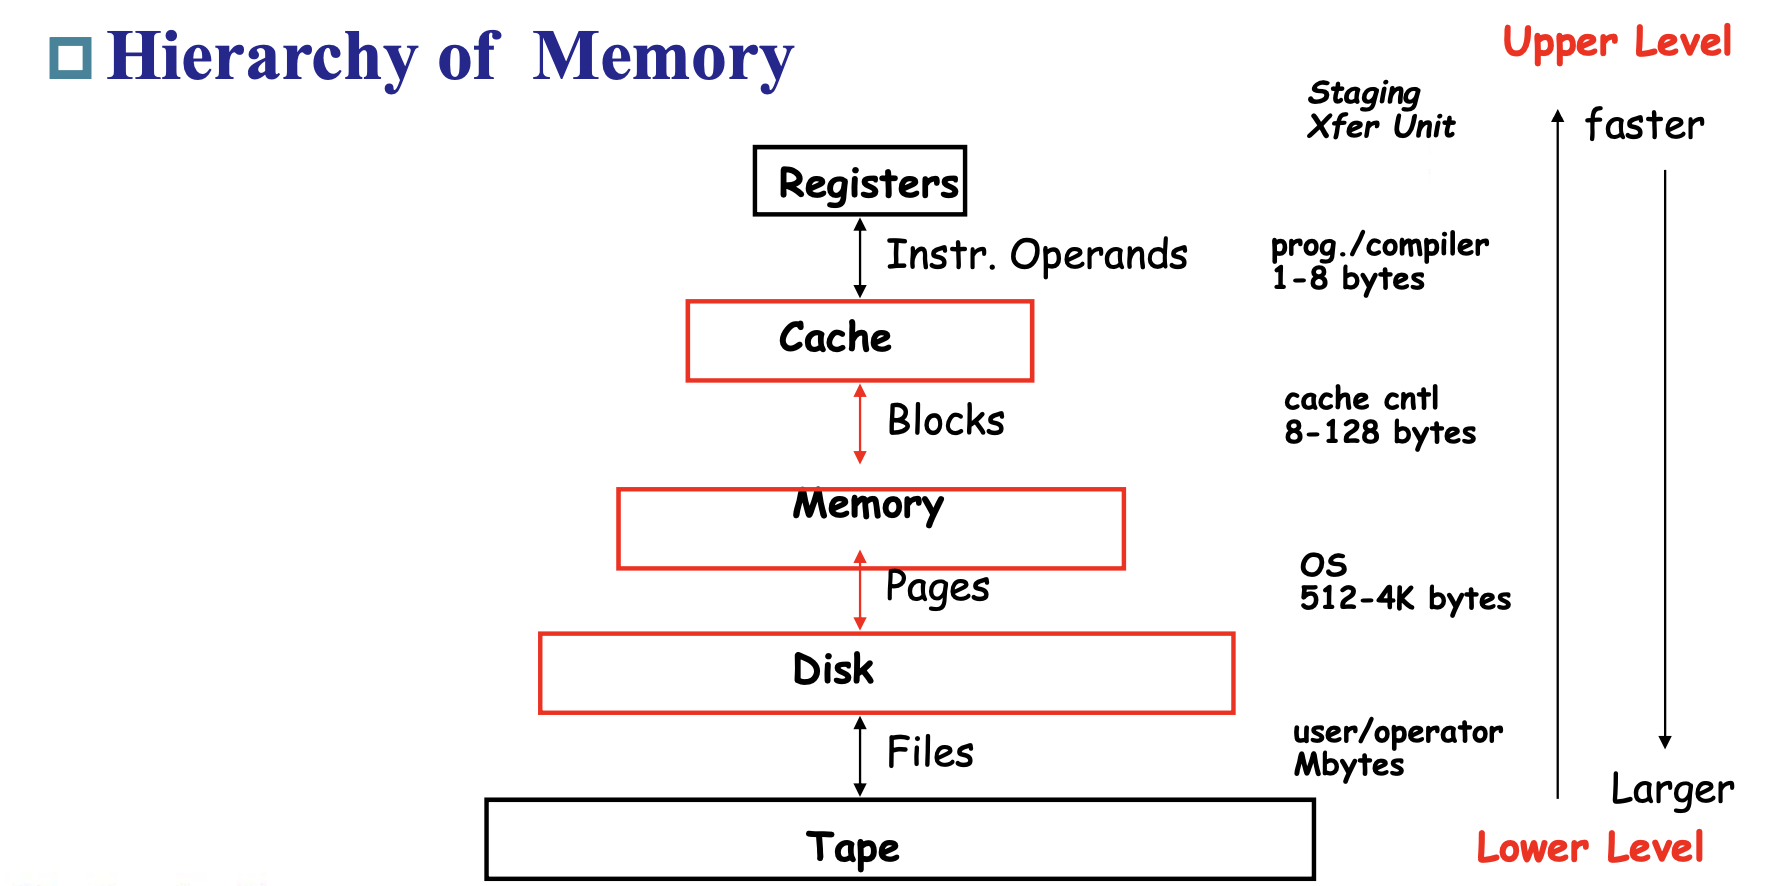 Hierarchy of Memory
Upper Level
Staging
Xfer Unit
faster
Registers
Instr. Operands
prog./compiler
1-8 bytes
Cache
Blocks
cache cntl
8-128 bytes
Memory
Pages
OS
512-4K bytes
Disk
Files
user/operator
Mbytes
Larger
Tape
Lower Level